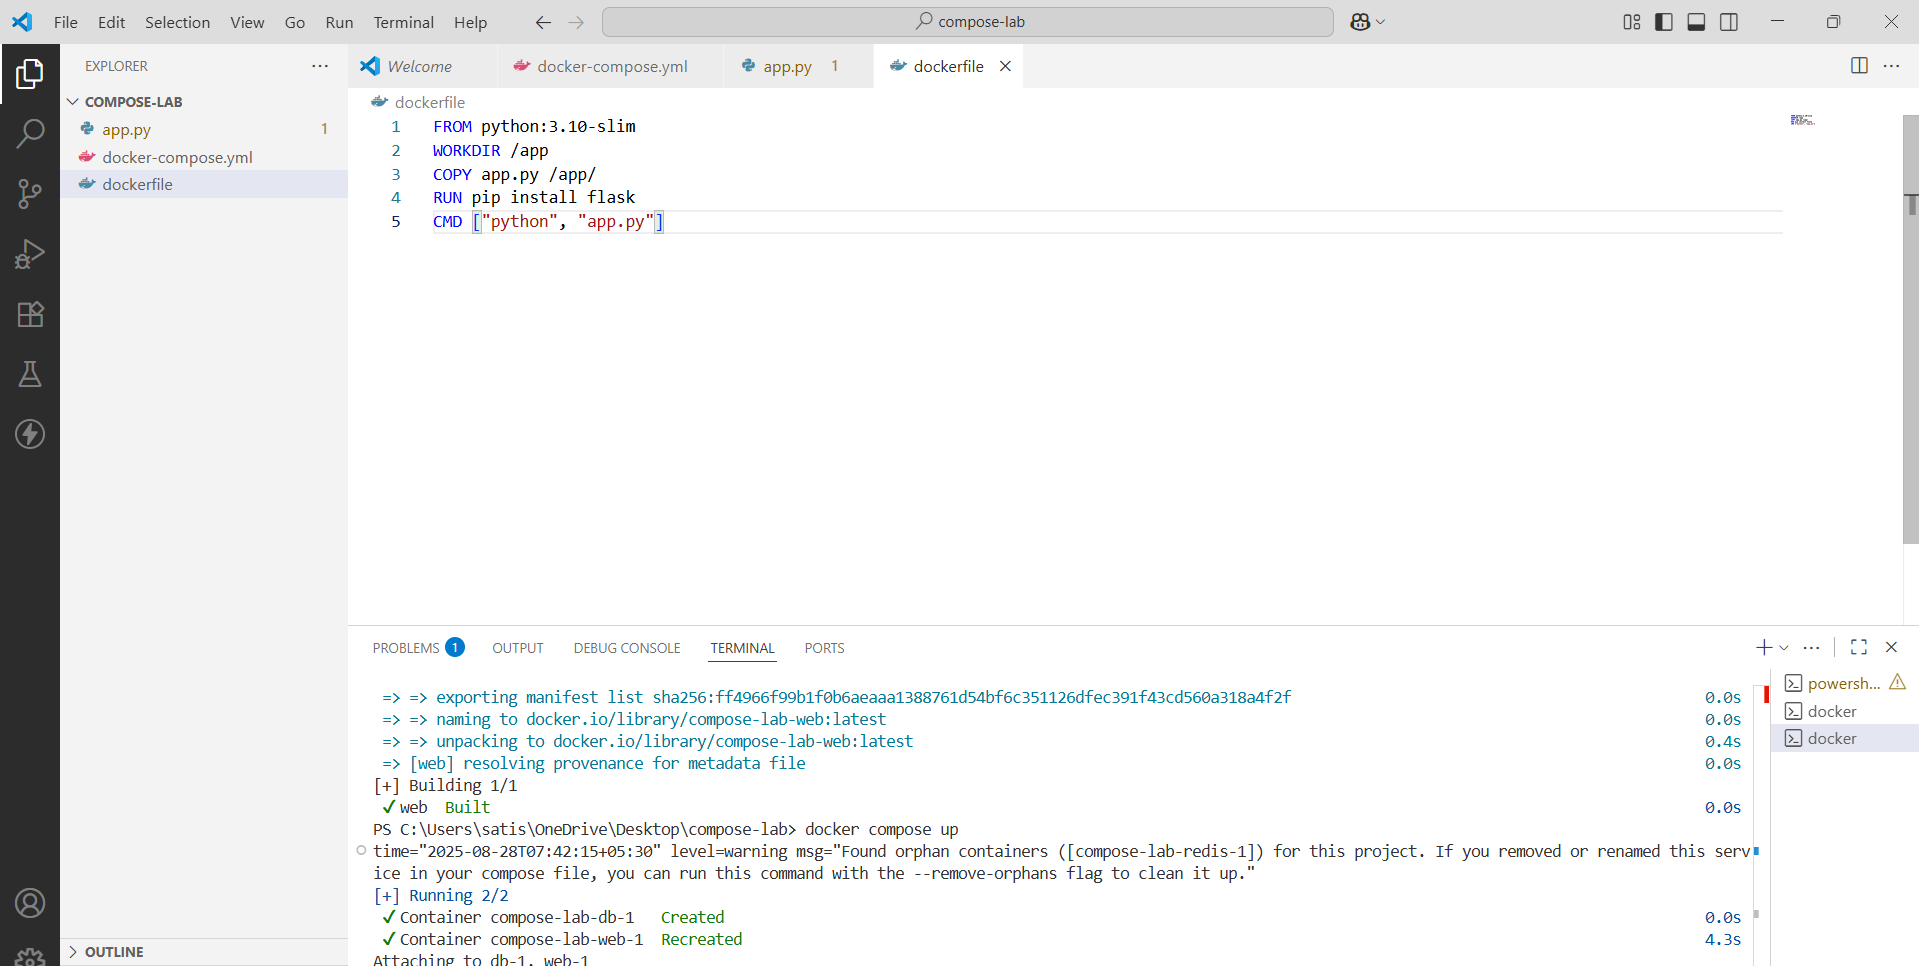 File Edit Selection View Go Run Terminal Help
compose-lab
EXPLORER
COMPOSE-LAB
app.py 1
docker-compose.yml
dockerfile
OUTLINE
Welcome docker-compose.yml app.py 1 dockerfile
dockerfile
1 FROM python:3.10-slim
2 WORKDIR /app
3 COPY app.py /app/
4 RUN pip install flask
5 CMD ["python", "app.py"]
PROBLEMS 1 OUTPUT DEBUG CONSOLE TERMINAL PORTS
=> => exporting manifest list sha256:ff4966f99b1f0b6aeaaa1388761d54bf6c351126dfec391f43cd560a318a4f2f 0.0s
=> => naming to docker.io/library/compose-lab-web:latest 0.0s
=> => unpacking to docker.io/library/compose-lab-web:latest 0.4s
=> [web] resolving provenance for metadata file 0.0s
[+] Building 1/1
✔ web Built 0.0s
PS C:\Users\satis\OneDrive\Desktop\compose-lab> docker compose up
time="2025-08-28T07:42:15+05:30" level=warning msg="Found orphan containers ([compose-lab-redis-1]) for this project. If you removed or renamed this serv
ice in your compose file, you can run this command with the --remove-orphans flag to clean it up."
[+] Running 2/2
✔ Container compose-lab-db-1 Created 0.0s
✔ Container compose-lab-web-1 Recreated 4.3s
Attaching to db-1, web-1
powersh...
docker
docker